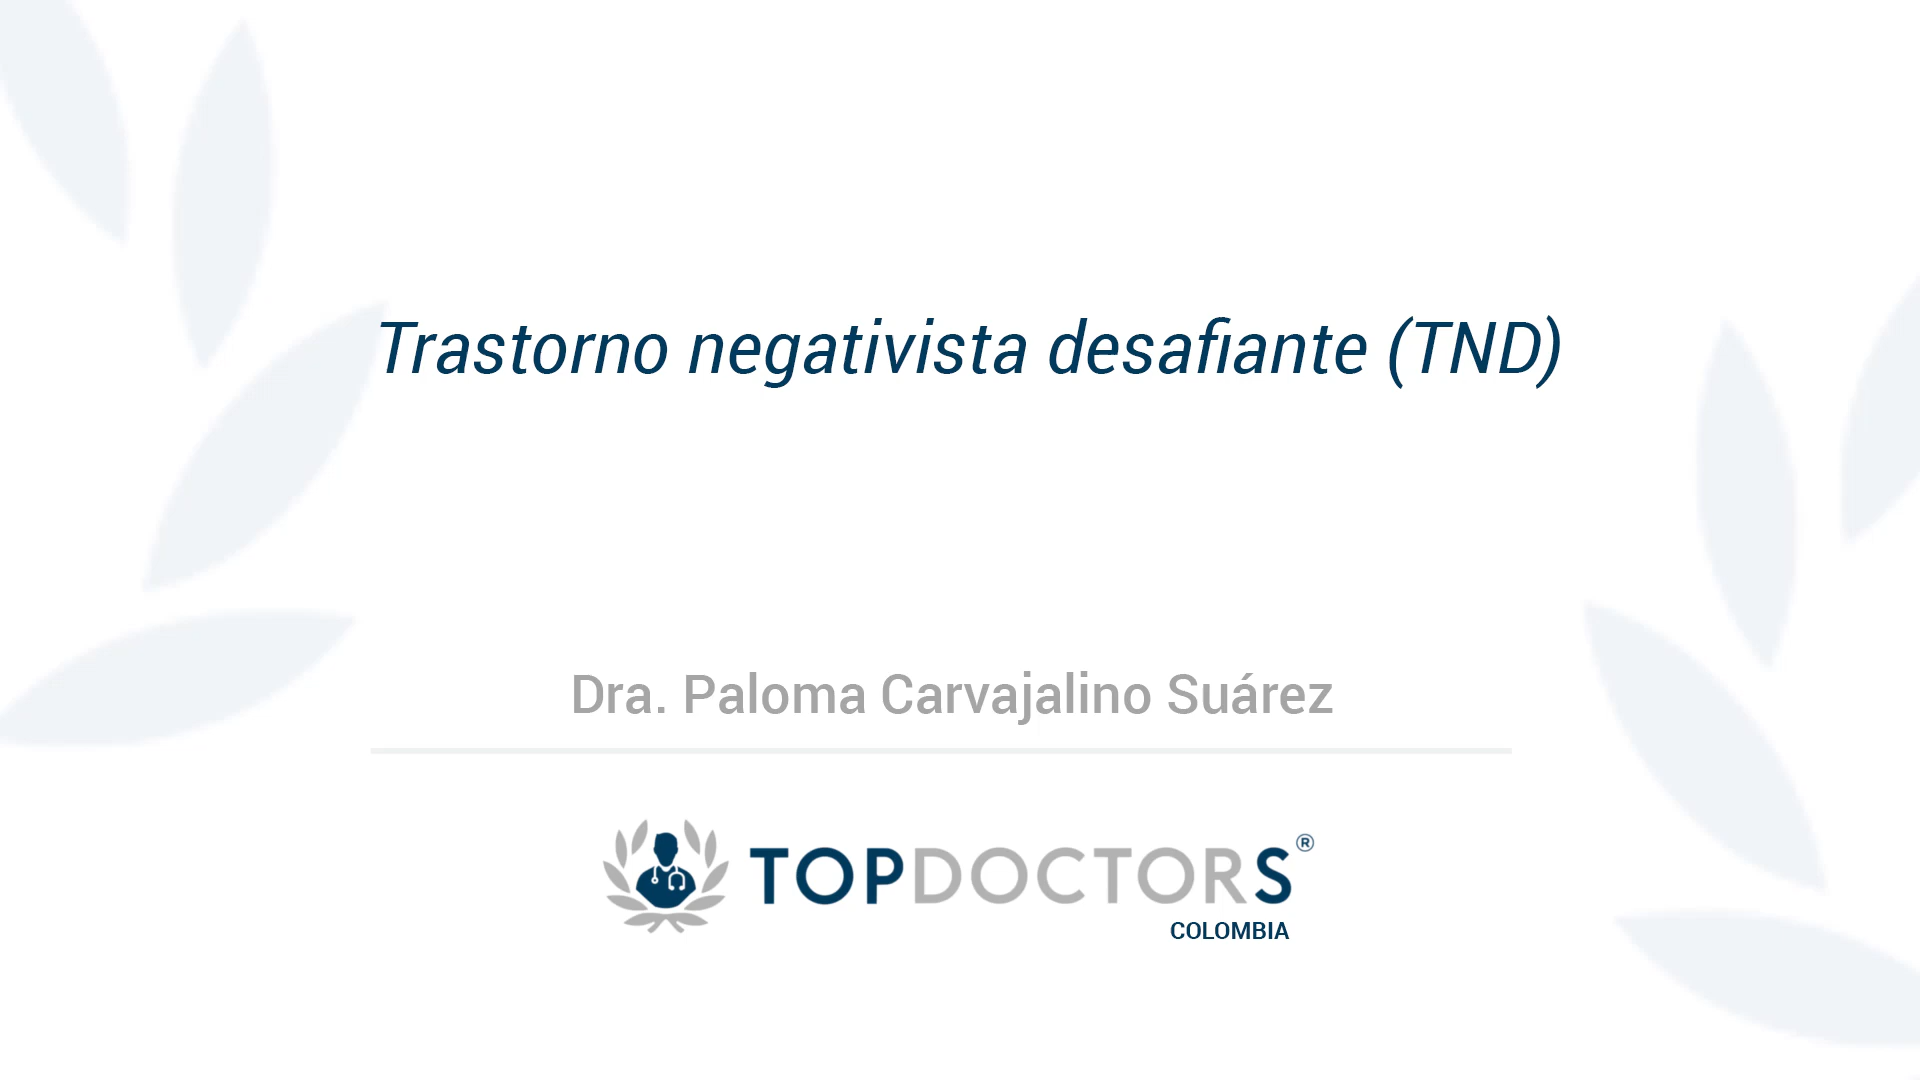 Trastorno negativista desafiante (TND)
Dra. Paloma Carvajalino Suárez
TOPDOCTORS®
COLOMBIA